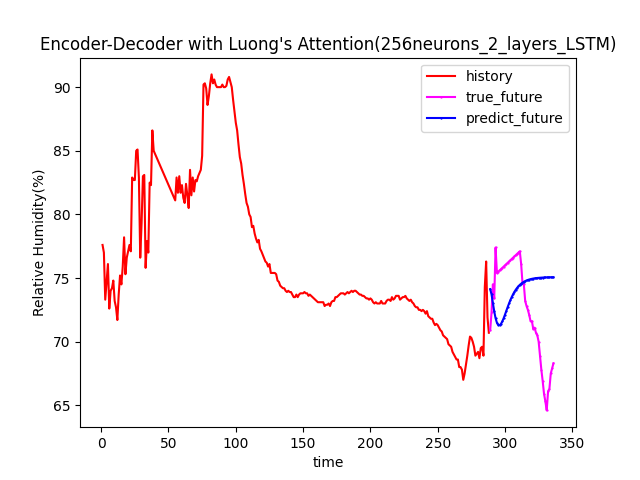 Encoder-Decoder with Luong's Attention(256neurons_2_layers_LSTM)
history
true_future
predict_future
Relative Humidity(%)
90
85
80
75
70
65
0 50 100 150 200 250 300 350
time